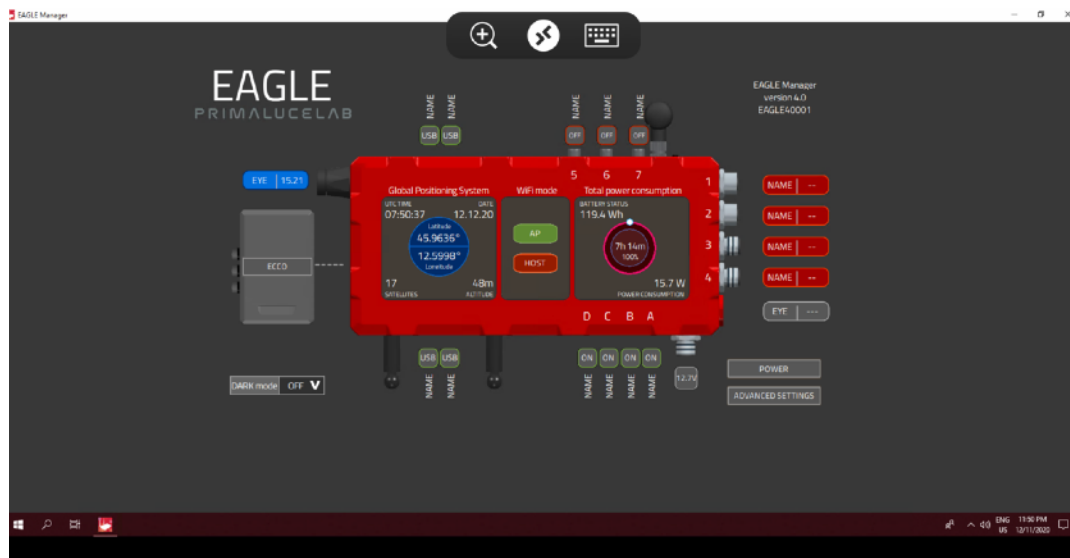 EAGLE Manager
EAGLE
PRIMALUCELAB
EAGLE Manager
version 4.0
EAGLE40001
NAME NAME
USB USB
NAME NAME NAME
OFF OFF OFF
5 6 7
EYE 15.21
Global Positioning System
UTC TIME DATE
07:50:37 12.12.20
Latitude
45.9636°
12.5998°
Longitude
17 48m
SATELLITES ALTITUDE
WiFi mode
AP
HOST
Total power consumption
BATTERY STATUS
119.4 Wh
7h 14m
100%
15.7 W
POWER CONSUMPTION
1 NAME --
2 NAME --
3 NAME --
4 NAME --
EYE ---
ECCO
D C B A
USB USB
NAME NAME
ON ON ON ON
NAME NAME NAME NAME
12.7V
DARK mode OFF
POWER
ADVANCED SETTINGS
ENG 11:50 PM
US 12/11/2020